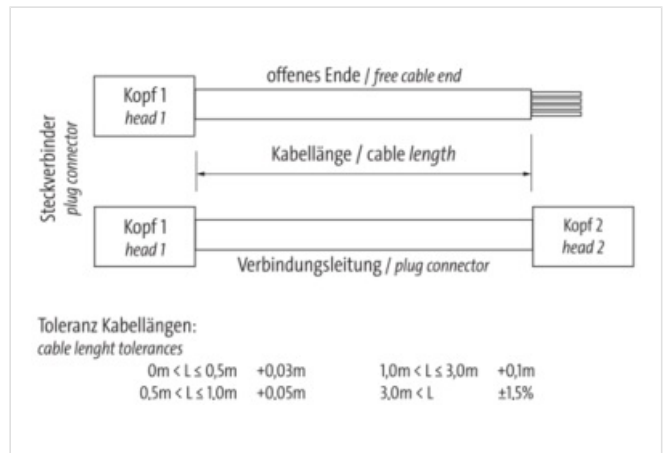 offenes Ende / free cable end
Kopf 1
head 1
Steckverbinder
plug connector
Kabellänge / cable length
Kopf 1
head 1
Kopf 2
head 2
Verbindungsleitung / plug connector
Toleranz Kabellängen:
cable lenght tolerances
0m < L ≤ 0,5m +0,03m 1,0m < L ≤ 3,0m +0,1m
0,5m < L ≤ 1,0m +0,05m 3,0m < L ±1,5%